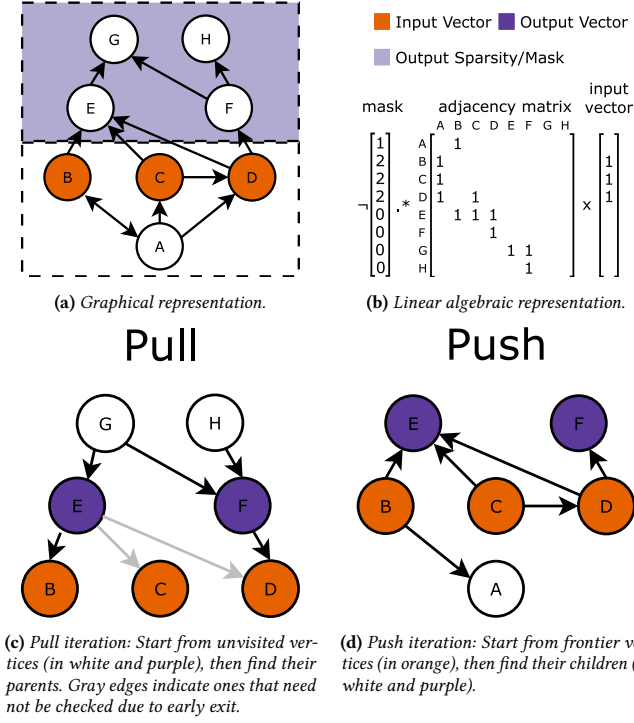 G
H
E
F
B
C
D
A
Input Vector
Output Vector
Output Sparsity/Mask
mask
adjacency matrix
input
vector
A B C D E F G H
¬ [1 2 2 2 0 0 0 0] .*
A 1
B 1 1
C 1 1
D 1 1 1
E 1 1 1
F 1
G 1 1
H 1
x
(a) Graphical representation.
(b) Linear algebraic representation.
Pull
Push
G
H
E
F
B
C
D
E
F
B
C
D
A
(c) Pull iteration: Start from unvisited ver-
tices (in white and purple), then find their
parents. Gray edges indicate ones that need
not be checked due to early exit.
(d) Push iteration: Start from frontier ve
tices (in orange), then find their children (
white and purple).